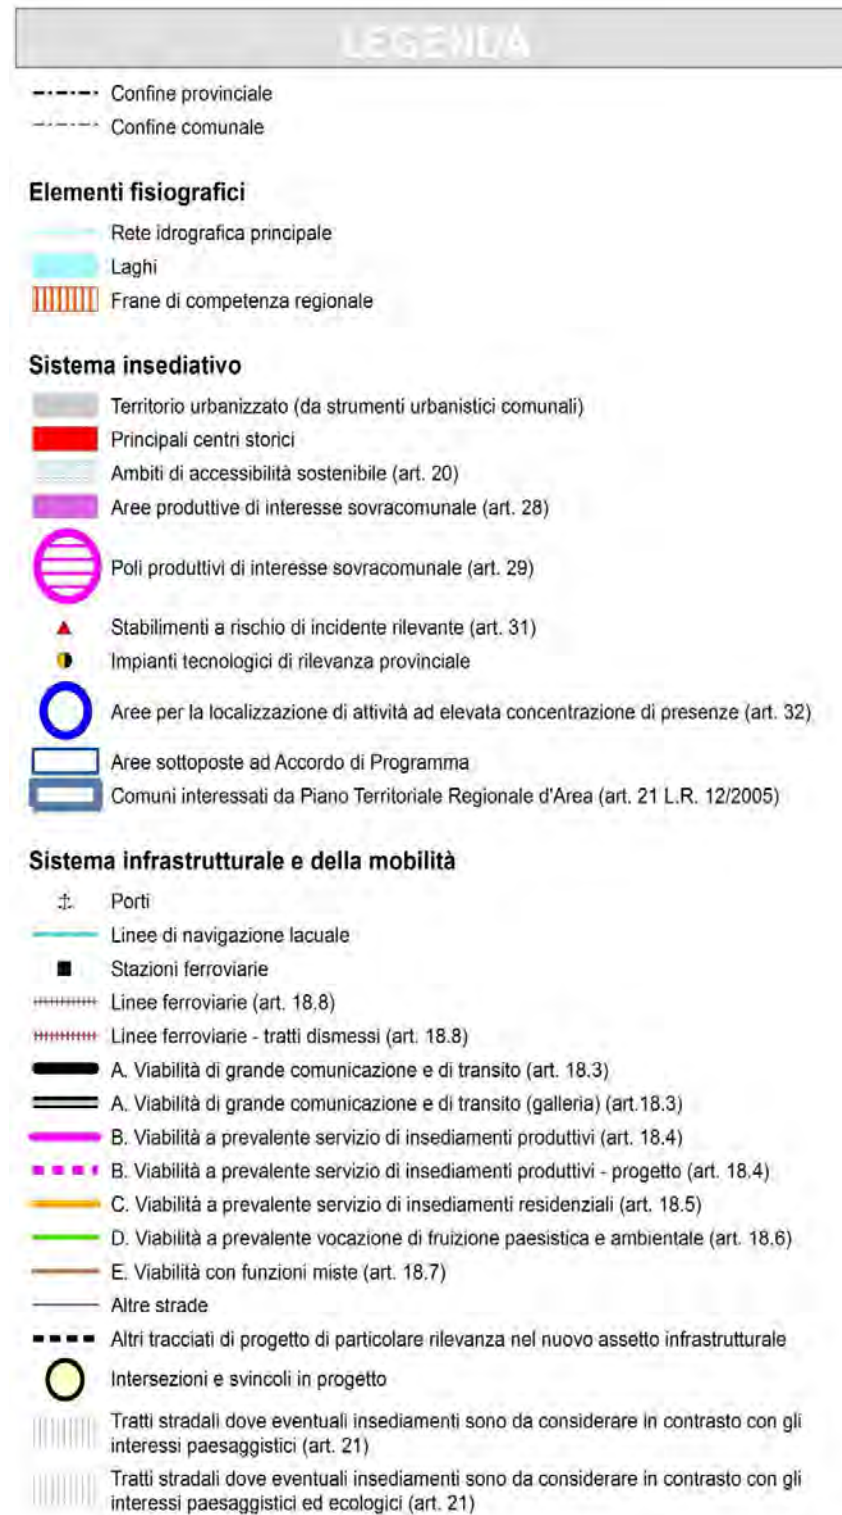 LEGENDA
Confine provinciale
Confine comunale
Elementi fisiografici
Rete idrografica principale
Laghi
Frane di competenza regionale
Sistema insediativo
Territorio urbanizzato (da strumenti urbanistici comunali)
Principali centri storici
Ambiti di accessibilità sostenibile (art. 20)
Aree produttive di interesse sovracomunale (art. 28)
Poli produttivi di interesse sovracomunale (art. 29)
Stabilimenti a rischio di incidente rilevante (art. 31)
Impianti tecnologici di rilevanza provinciale
Aree per la localizzazione di attività ad elevata concentrazione di presenze (art. 32)
Aree sottoposte ad Accordo di Programma
Comuni interessati da Piano Territoriale Regionale d'Area (art. 21 L.R. 12/2005)
Sistema infrastrutturale e della mobilità
Porti
Linee di navigazione lacuale
Stazioni ferroviarie
Linee ferroviarie (art. 18.8)
Linee ferroviarie - tratti dismessi (art. 18.8)
A. Viabilità di grande comunicazione e di transito (art. 18.3)
A. Viabilità di grande comunicazione e di transito (galleria) (art.18.3)
B. Viabilità a prevalente servizio di insediamenti produttivi (art. 18.4)
B. Viabilità a prevalente servizio di insediamenti produttivi - progetto (art. 18.4)
C. Viabilità a prevalente servizio di insediamenti residenziali (art. 18.5)
D. Viabilità a prevalente vocazione di fruizione paesistica e ambientale (art. 18.6)
E. Viabilità con funzioni miste (art. 18.7)
Altre strade
Altri tracciati di progetto di particolare rilevanza nel nuovo assetto infrastrutturale
Intersezioni e svincoli in progetto
Tratti stradali dove eventuali insediamenti sono da considerare in contrasto con gli
interessi paesaggistici (art. 21)
Tratti stradali dove eventuali insediamenti sono da considerare in contrasto con gli
interessi paesaggistici ed ecologici (art. 21)